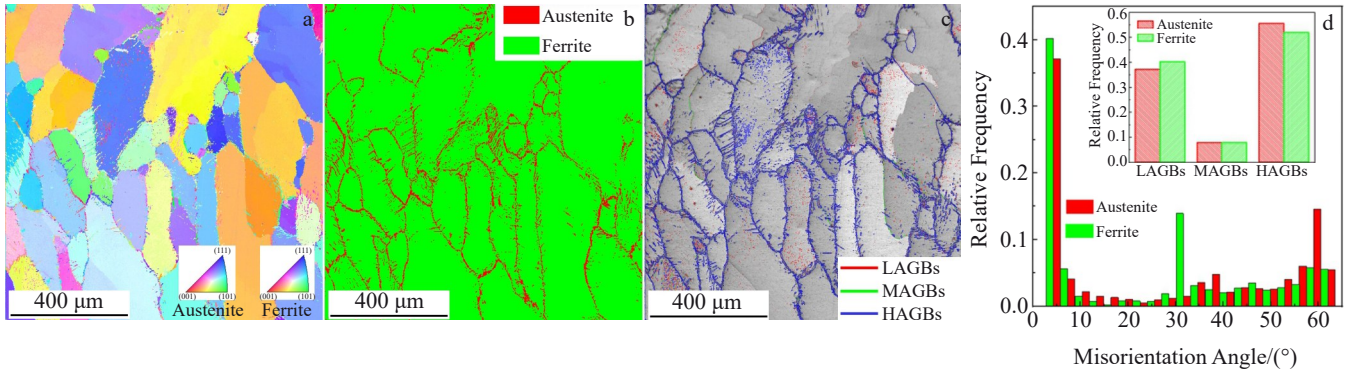 a
(111)
(001)
(101)
Austenite
(111)
(001)
(101)
Ferrite
400 μm
b
Austenite
Ferrite
400 μm
c
LAGBs
MAGBs
HAGBs
400 μm
d
Relative Frequency
0.4
0.3
0.2
0.1
0.0
0 10 20 30 40 50 60
Misorientation Angle/(°)
Austenite
Ferrite
Relative Frequency
0.6
0.5
0.4
0.3
0.2
0.1
0.0
LAGBs MAGBs HAGBs
Austenite
Ferrite